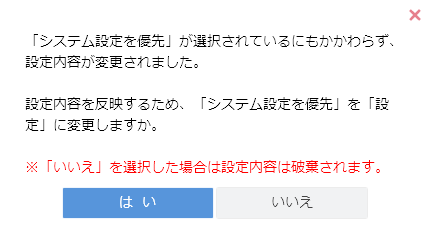 「システム設定を優先」が選択されているにもかかわらず、
設定内容が変更されました。
設定内容を反映するため、「システム設定を優先」を「設
定」に変更しますか。
※「いいえ」を選択した場合は設定内容は破棄されます。
は い
いいえ